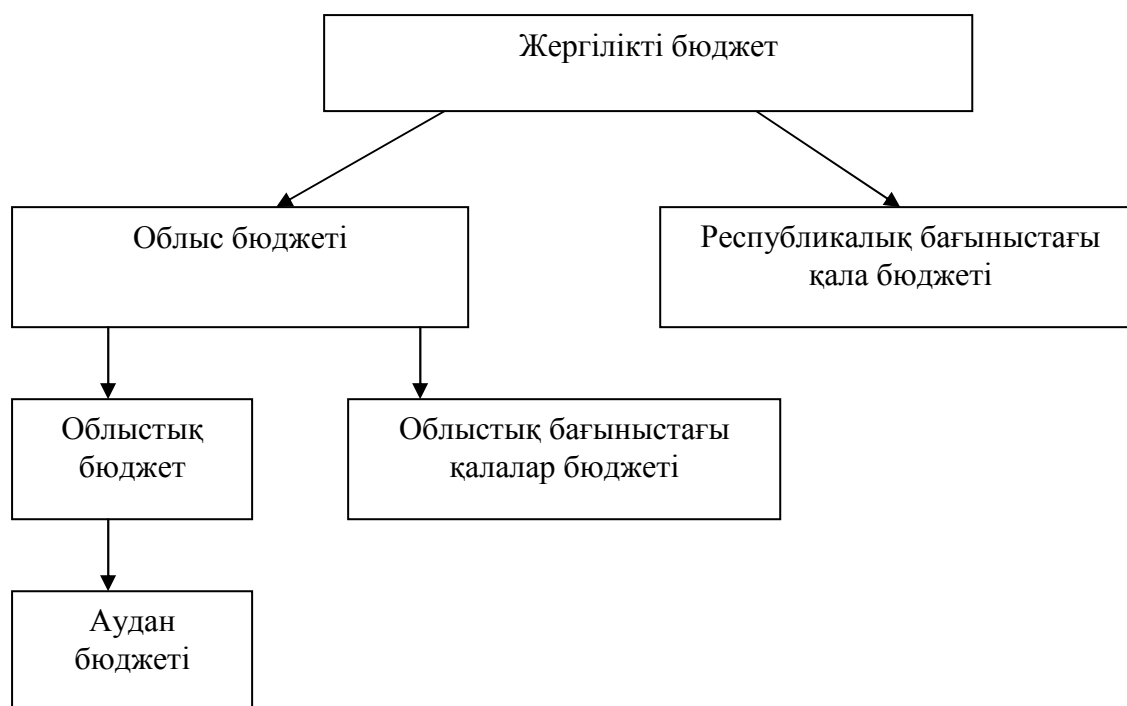 Жергілікті бюджет
Облыс бюджеті
Республикалық бағыныстағы
қала бюджеті
Облыстық
бюджет
Облыстық бағыныстағы
қалалар бюджеті
Аудан
бюджеті